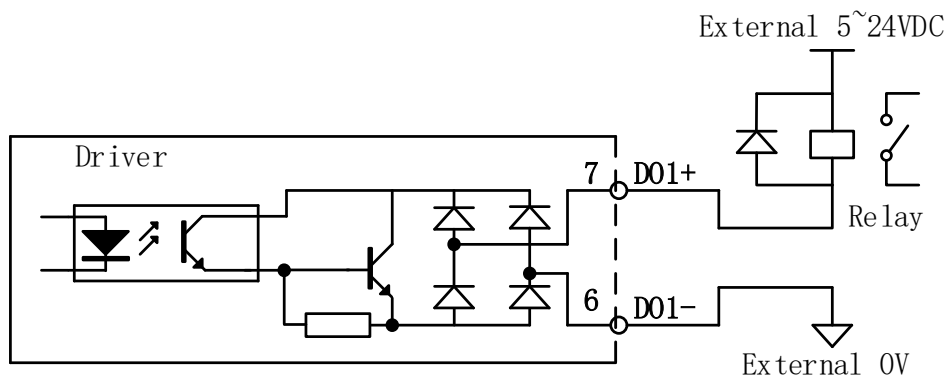 External 5~24VDC
Driver
7 DO1+
Relay
6 DO1-
External 0V